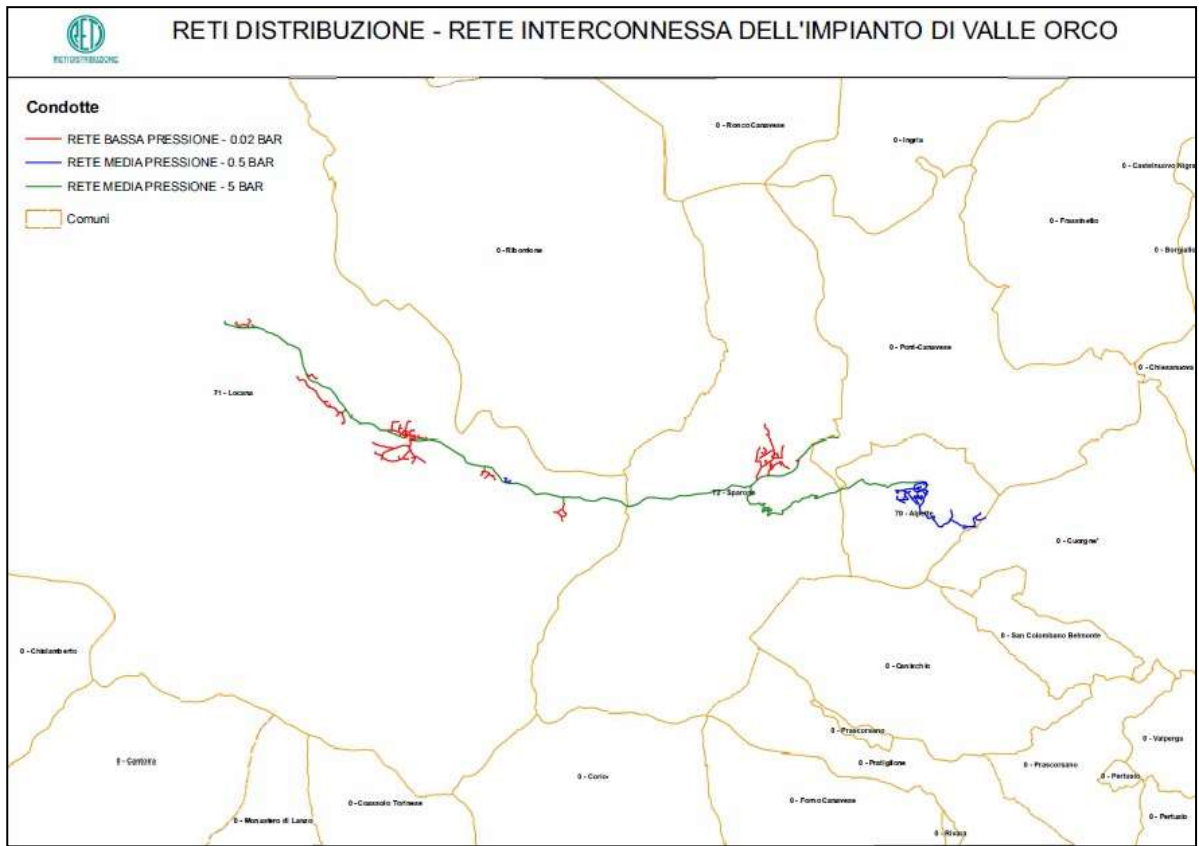 RETI
RETI DISTRIBUZIONE
RETI DISTRIBUZIONE - RETE INTERCONNESSA DELL'IMPIANTO DI VALLE ORCO
Condotte
RETE BASSA PRESSIONE - 0.02 BAR
RETE MEDIA PRESSIONE - 0.5 BAR
RETE MEDIA PRESSIONE - 5 BAR
Comuni
0 - Ronco Canavese
0 - Ingria
0 - Castelnuovo Nigra
0 - Frassinetto
0 - Ribordone
0 - Borgiallo
0 - Pont-Canavese
0 - Chiesanuova
71 - Locana
72 - Sparone
70 - Alpette
0 - Cuorgne'
0 - San Colombano Belmonte
0 - Chialamberto
0 - Canischio
0 - Prascorsano
0 - Valperga
0 - Cantoira
0 - Corio
0 - Pratiglione
0 - Prascorsano
0 - Pertusio
0 - Coassolo Torinese
0 - Forno Canavese
0 - Monastero di Lanzo
0 - Rivara
0 - Pertusio